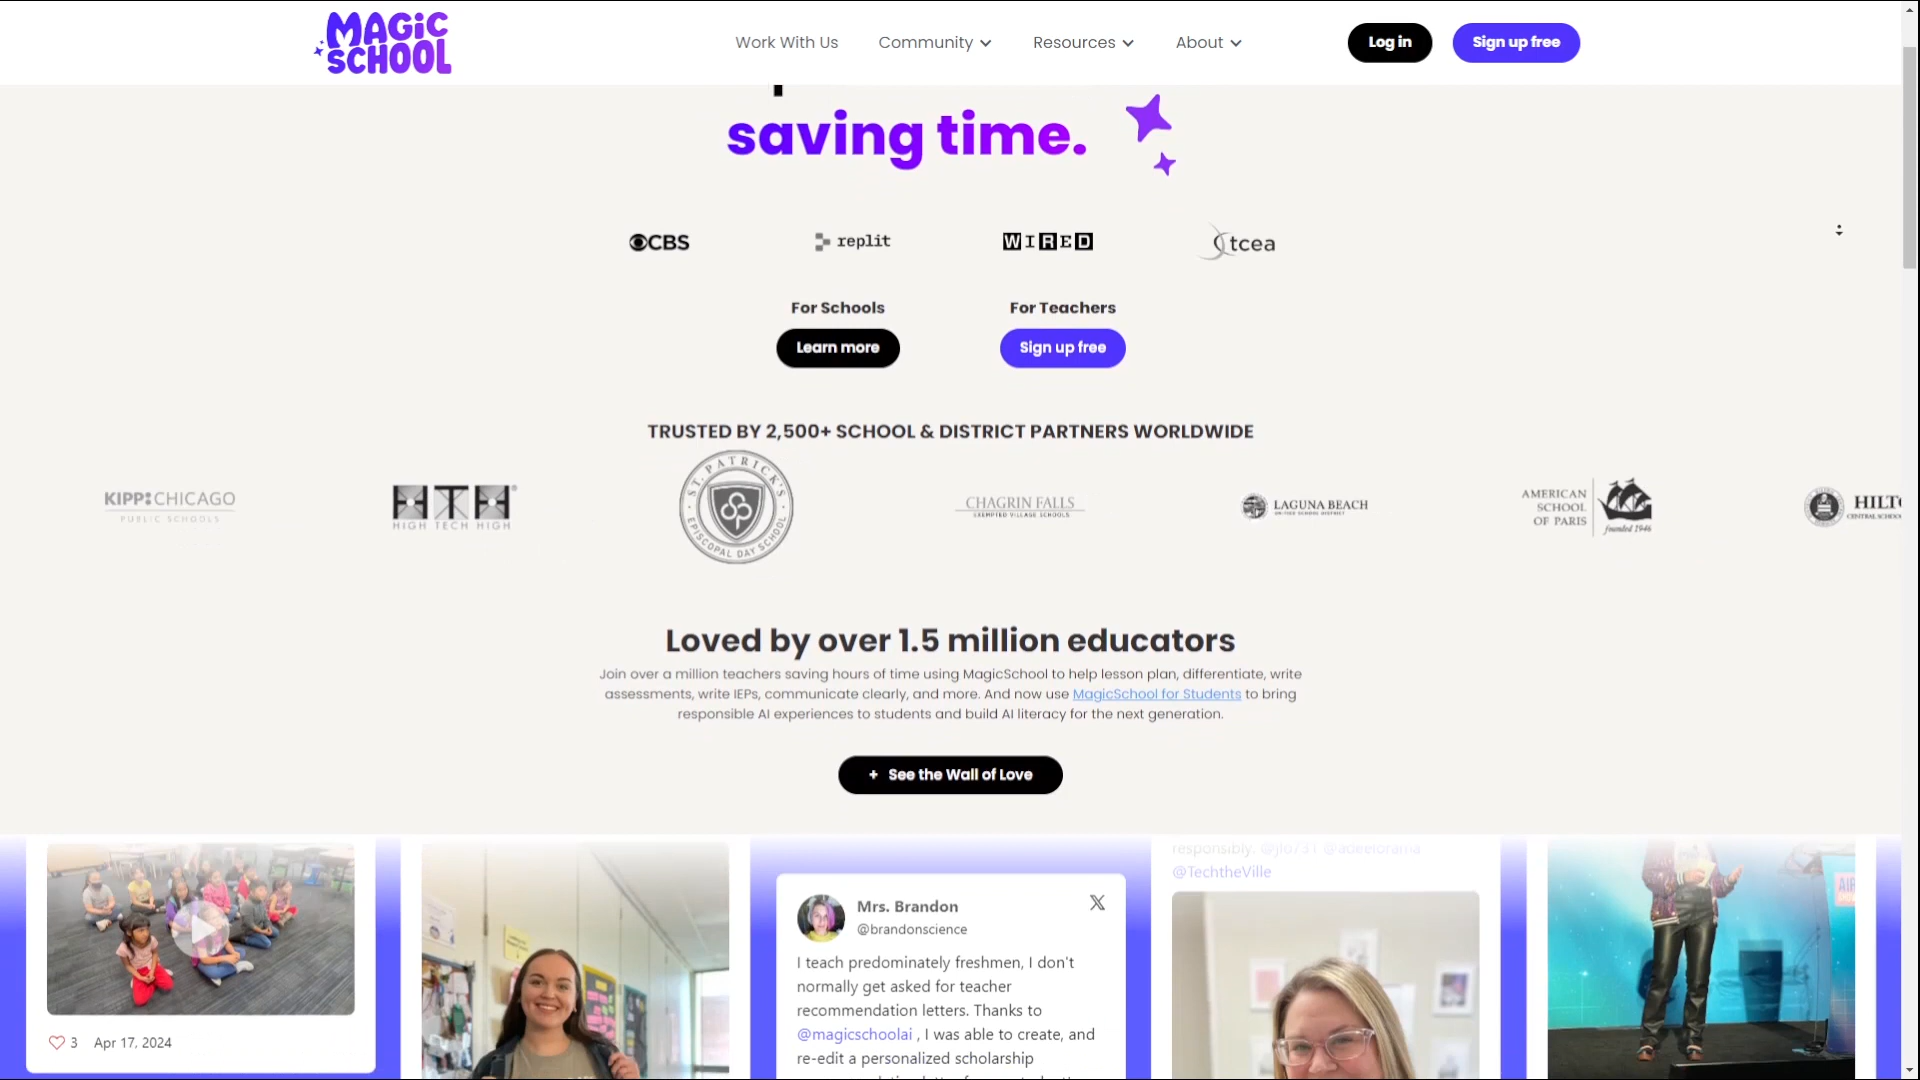 MAGIC
SCHOOL
Work With Us
Community
Resources
About
Log in
Sign up free
saving time.
CBS
replit
WIRED
tcea
For Schools
For Teachers
Learn more
Sign up free
TRUSTED BY 2,500+ SCHOOL & DISTRICT PARTNERS WORLDWIDE
KIPP:CHICAGO
PUBLIC SCHOOLS
HTH
HIGH TECH HIGH
ST. PATRICK'S
EPISCOPAL DAY SCHOOL
CHAGRIN FALLS
EXEMPTED VILLAGE SCHOOLS
LAGUNA BEACH
UNIFIED SCHOOL DISTRICT
AMERICAN
SCHOOL
OF PARIS
founded 1946
HILT
CENTRAL SCHOO
Loved by over 1.5 million educators
Join over a million teachers saving hours of time using MagicSchool to help lesson plan, differentiate, write
assessments, write IEPs, communicate clearly, and more. And now use MagicSchool for Students to bring
responsible AI experiences to students and build AI literacy for the next generation.
+ See the Wall of Love
3 Apr 17, 2024
Mrs. Brandon
@brandonscience
I teach predominately freshmen, I don't
normally get asked for teacher
recommendation letters. Thanks to
@magicschoolai , I was able to create, and
re-edit a personalized scholarship
responsibly. @jlo731 @adeelorama
@TechtheVille
AIR